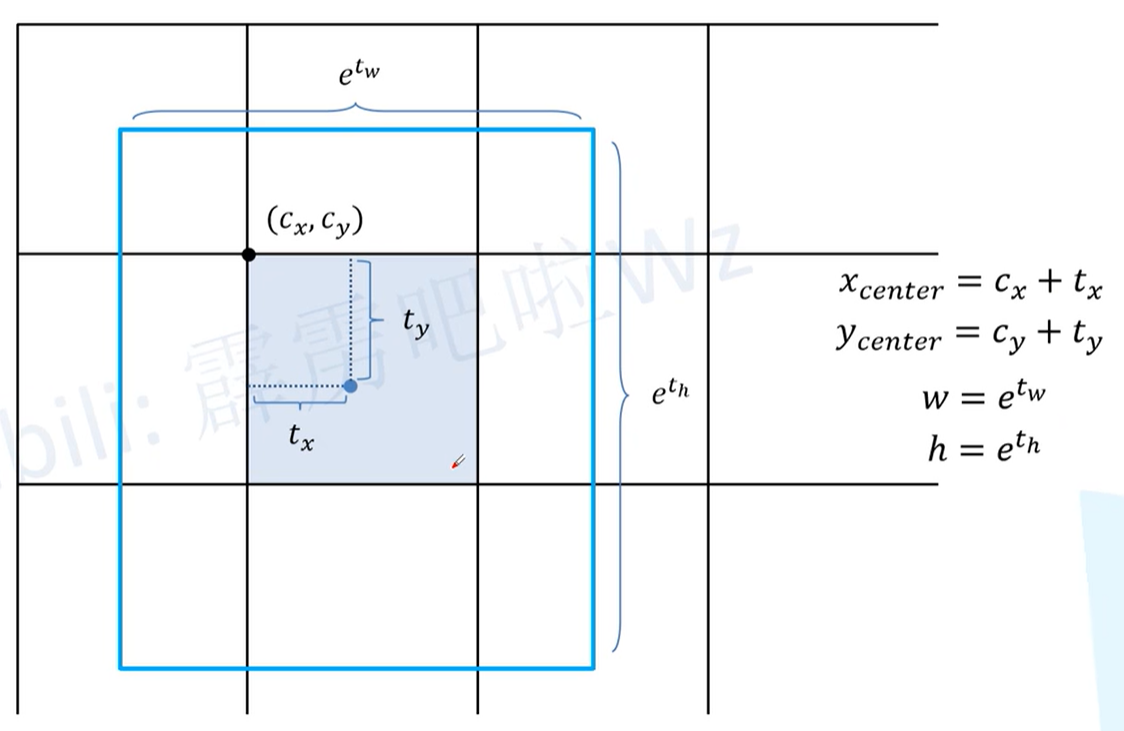 e^{t_w}
(c_x, c_y)
t_y
t_x
e^{t_h}
x_{center} = c_x + t_x
y_{center} = c_y + t_y
w = e^{t_w}
h = e^{t_h}
bili: 霹雳吧啦Wz